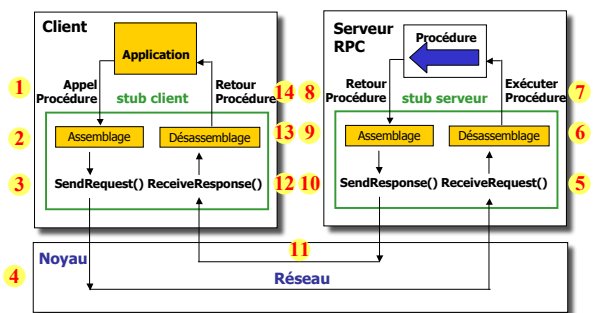 Client
Application
1
Appel
Procédure
Retour
Procédure
14
stub client
2
Assemblage
Désassemblage
13
3
SendRequest()
ReceiveResponse()
12
Serveur
RPC
Procédure
8
Retour
Procédure
Exécuter
Procédure
7
stub serveur
9
Assemblage
Désassemblage
6
10
SendResponse()
ReceiveRequest()
5
11
Noyau
4
Réseau